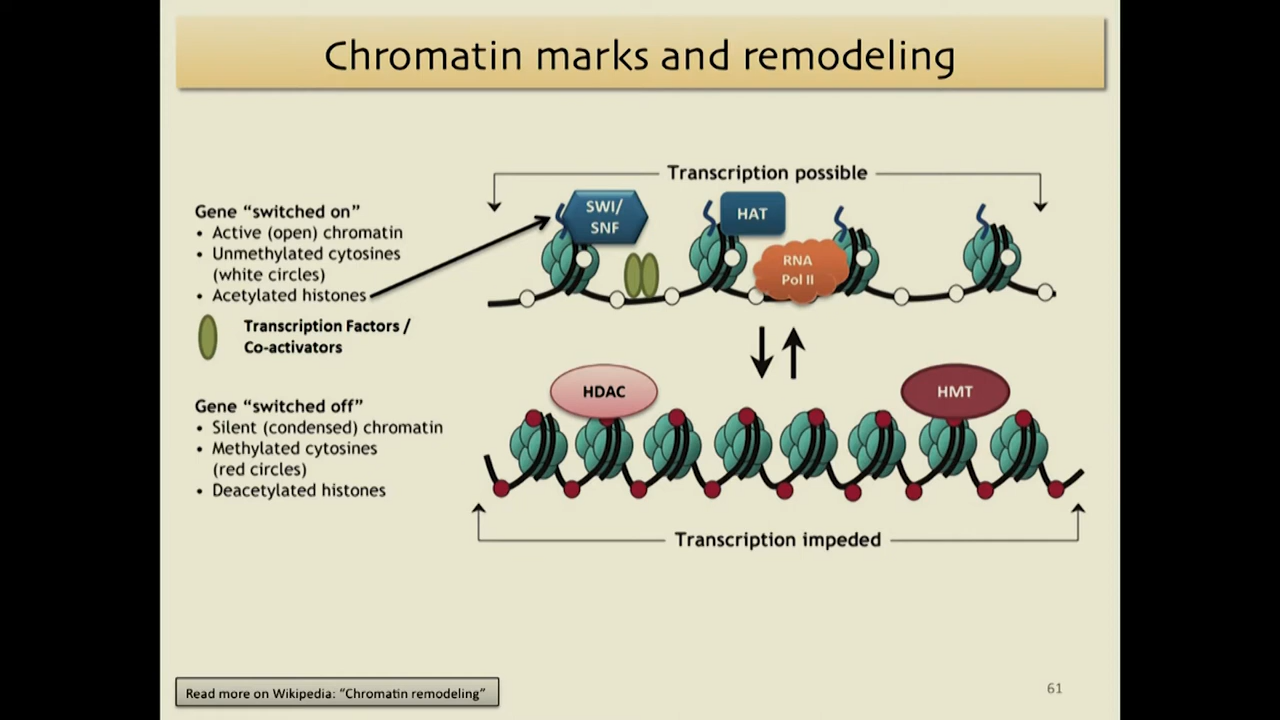 Chromatin marks and remodeling
Transcription possible
Gene “switched on”
• Active (open) chromatin
• Unmethylated cytosines
(white circles)
• Acetylated histones
Transcription Factors /
Co-activators
SWI/
SNF
HAT
RNA
Pol II
Gene “switched off”
• Silent (condensed) chromatin
• Methylated cytosines
(red circles)
• Deacetylated histones
HDAC
HMT
Transcription impeded
Read more on Wikipedia: “Chromatin remodeling”
61